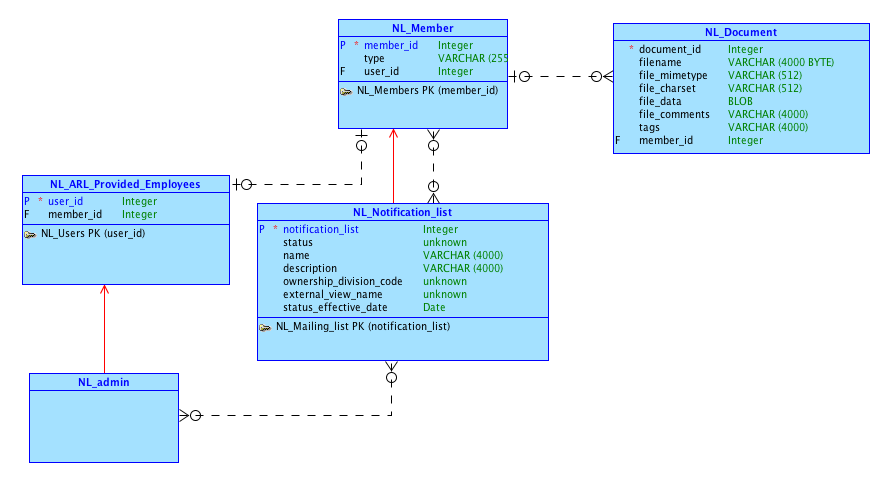 NL_Member
P * member_id Integer
type VARCHAR (255
F user_id Integer
NL_Members PK (member_id)
NL_Document
* document_id Integer
filename VARCHAR (4000 BYTE)
file_mimetype VARCHAR (512)
file_charset VARCHAR (512)
file_data BLOB
file_comments VARCHAR (4000)
tags VARCHAR (4000)
F member_id Integer
NL_ARL_Provided_Employees
P * user_id Integer
F member_id Integer
NL_Users PK (user_id)
NL_Notification_list
P * notification_list Integer
status unknown
name VARCHAR (4000)
description VARCHAR (4000)
ownership_division_code unknown
external_view_name unknown
status_effective_date Date
NL_Mailing_list PK (notification_list)
NL_admin